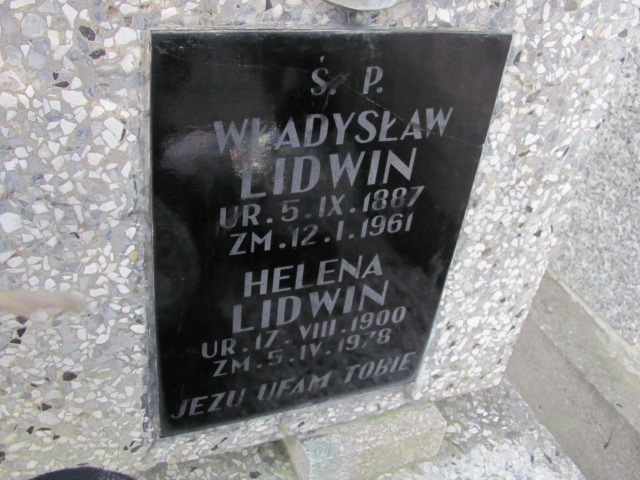 Ś. P.
WŁADYSŁAW
LIDWIN
UR. 5. IX. 1887
ZM. 12. I. 1961
HELENA
LIDWIN
UR. 17. VIII. 1900
ZM. 5. IV. 1978
JEZU UFAM TOBIE